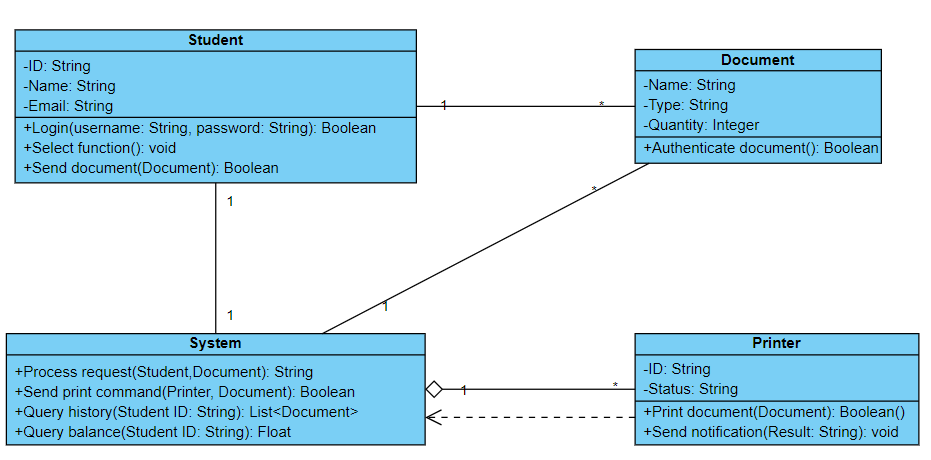 Student
-ID: String
-Name: String
-Email: String
+Login(username: String, password: String): Boolean
+Select function(): void
+Send document(Document): Boolean
Document
-Name: String
-Type: String
-Quantity: Integer
+Authenticate document(): Boolean
1
*
1
*
1
1
System
+Process request(Student,Document): String
+Send print command(Printer, Document): Boolean
+Query history(Student ID: String): List<Document>
+Query balance(Student ID: String): Float
1
*
Printer
-ID: String
-Status: String
+Print document(Document): Boolean()
+Send notification(Result: String): void